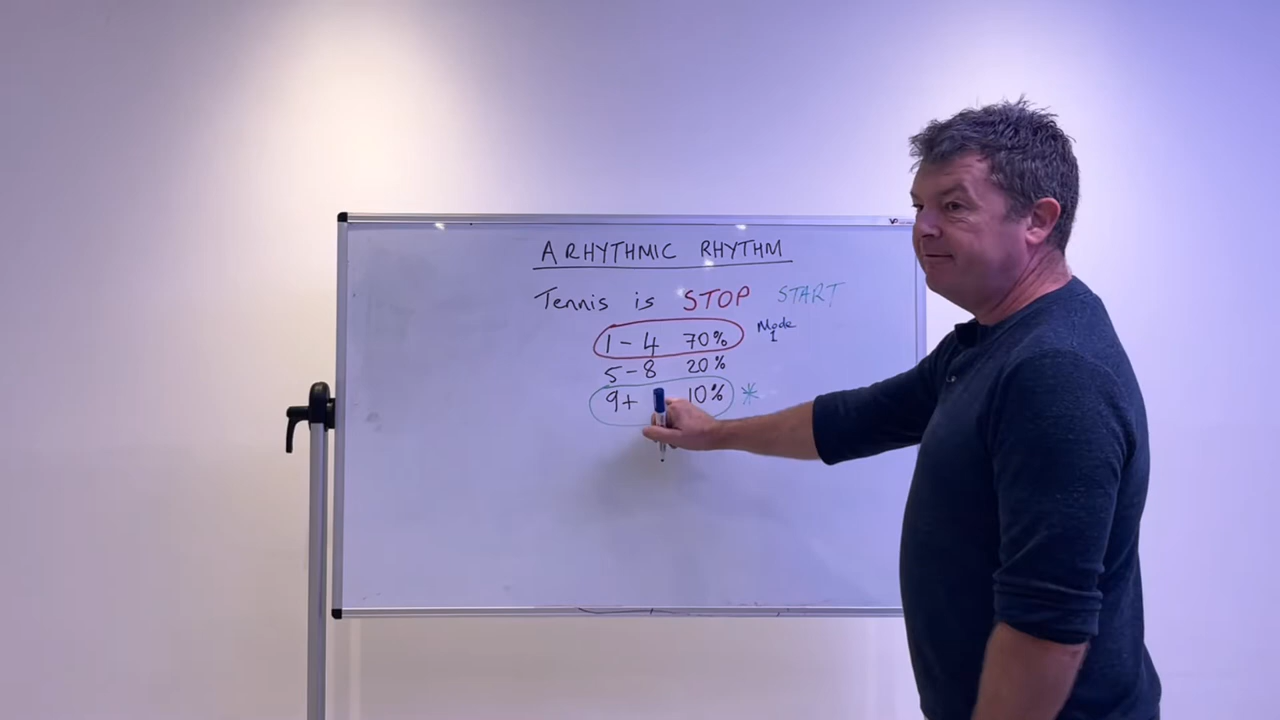 ARHYTHMIC RHYTHM
Tennis is STOP START
1 - 4 70% Mode 1
5 - 8 20%
9+ 10% *